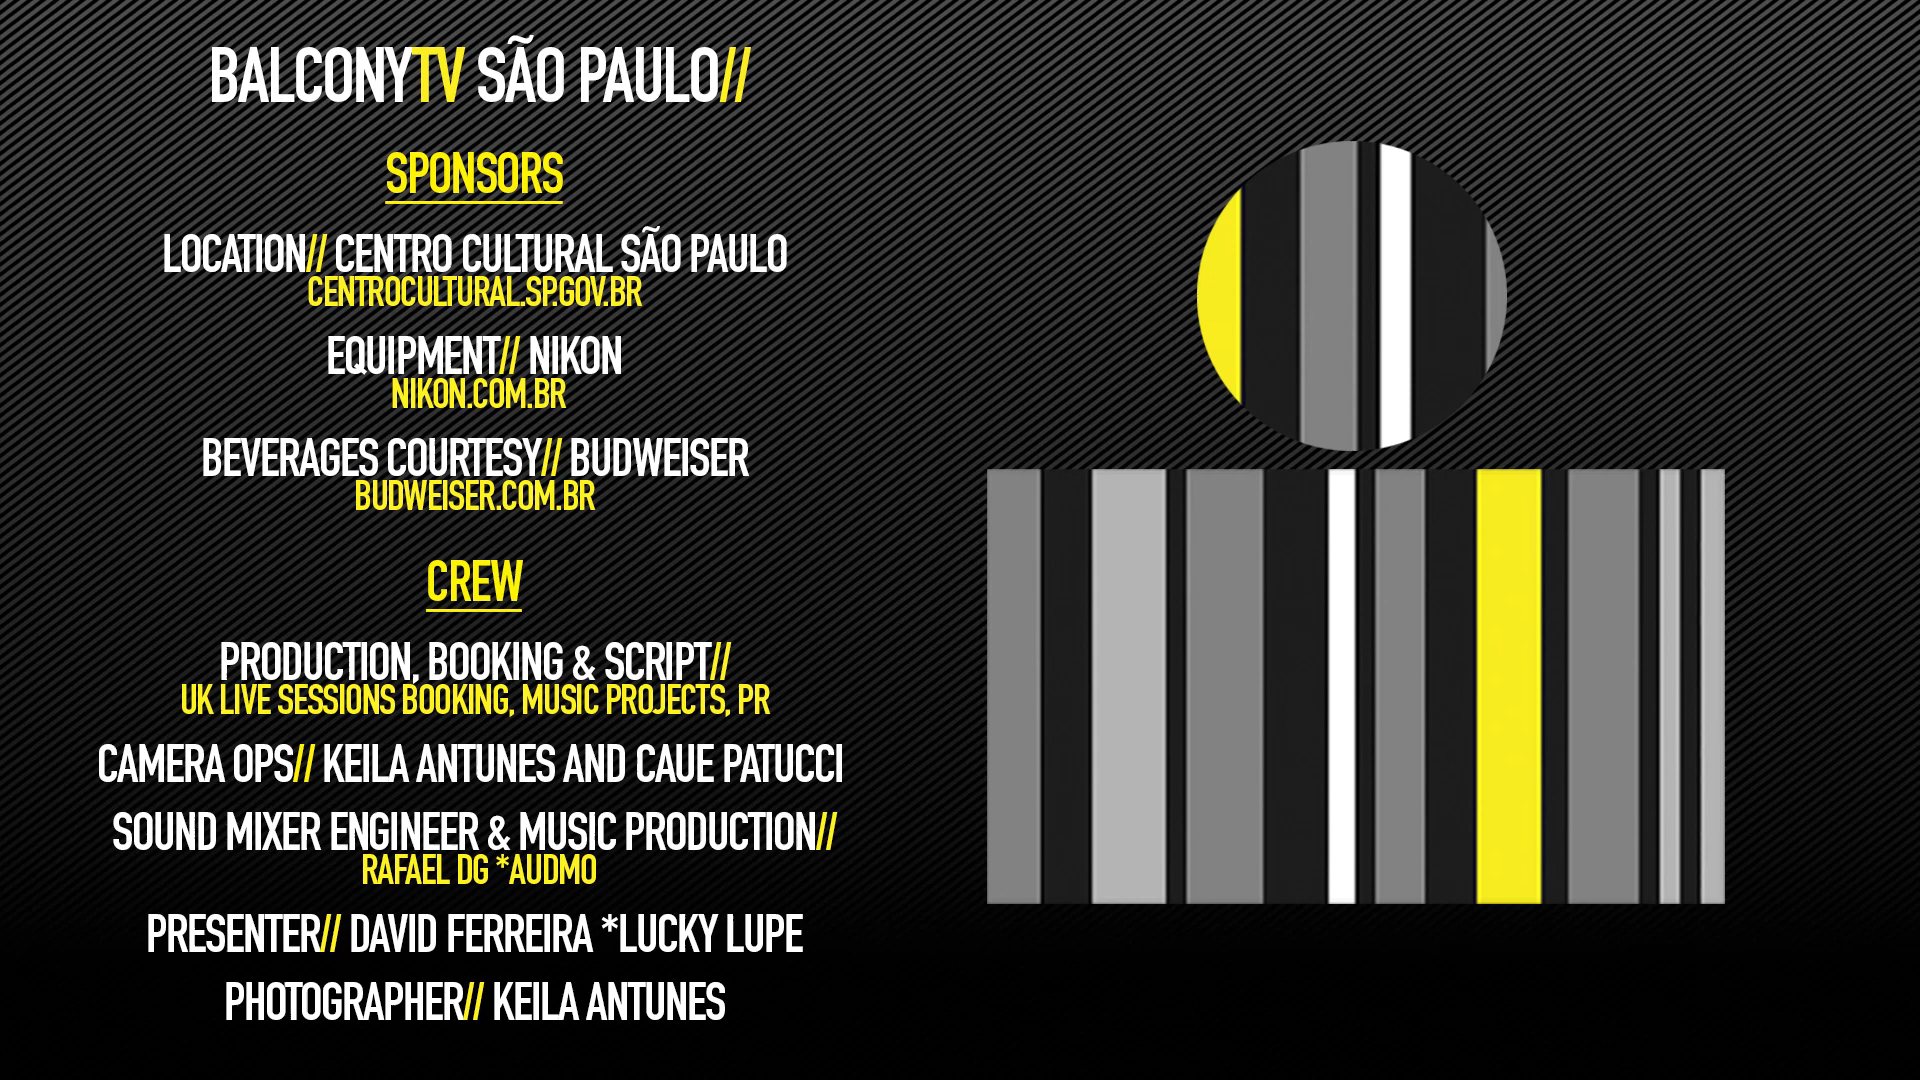 BALCONYTV SÃO PAULO//
SPONSORS
LOCATION// CENTRO CULTURAL SÃO PAULO
CENTROCULTURAL.SP.GOV.BR
EQUIPMENT// NIKON
NIKON.COM.BR
BEVERAGES COURTESY// BUDWEISER
BUDWEISER.COM.BR
CREW
PRODUCTION, BOOKING & SCRIPT//
UK LIVE SESSIONS BOOKING, MUSIC PROJECTS, PR
CAMERA OPS// KEILA ANTUNES AND CAUE PATUCCI
SOUND MIXER ENGINEER & MUSIC PRODUCTION//
RAFAEL DG *AUDMO
PRESENTER// DAVID FERREIRA *LUCKY LUPE
PHOTOGRAPHER// KEILA ANTUNES